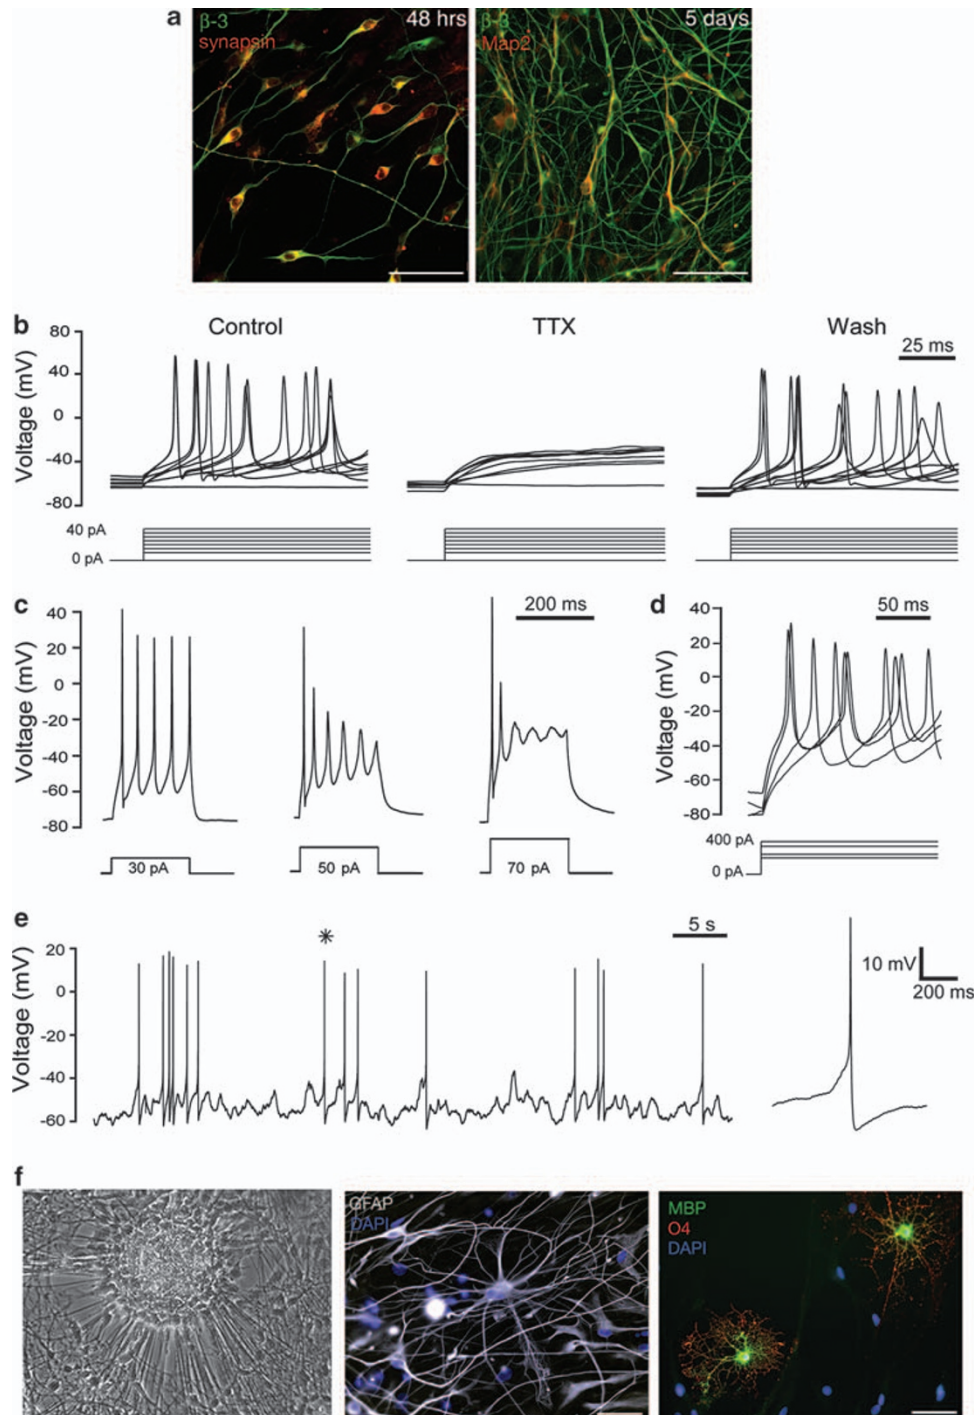 a
β-3
synapsin
48 hrs
β-3
Map2
5 days
b
Control
TTX
Wash
25 ms
Voltage (mV)
80
40
0
-40
-80
40 pA
0 pA
c
Voltage (mV)
40
20
0
-20
-40
-60
-80
200 ms
30 pA
50 pA
70 pA
d
Voltage (mV)
40
20
0
-20
-40
-60
-80
50 ms
400 pA
0 pA
e
Voltage (mV)
20
0
-20
-40
-60
*
5 s
10 mV
200 ms
f
GFAP
DAPI
MBP
O4
DAPI